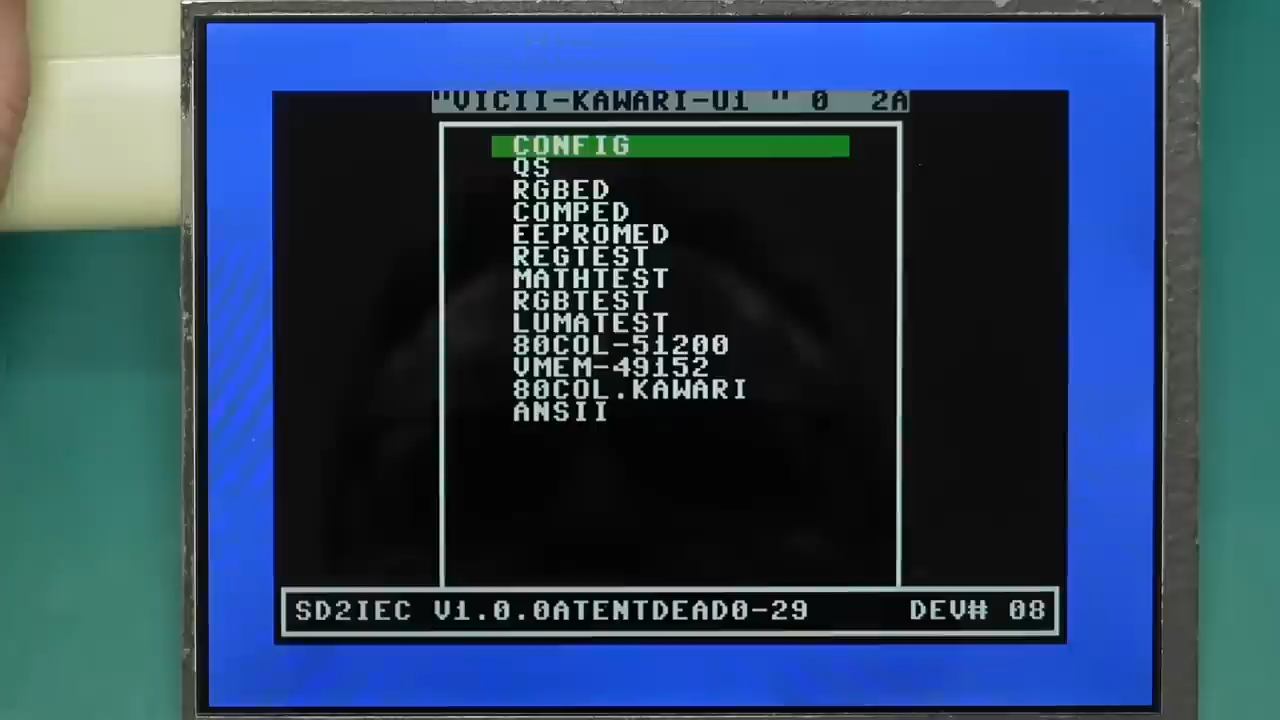 "VICII-KAWARI-U1 " 0 2A
CONFIG
QS
RGBED
COMPED
EEPROMED
REGTEST
MATHTEST
RGBTEST
LUMATEST
80COL-51200
VMEM-49152
80COL.KAWARI
ANSII
SD2IEC V1.0.0ATENTDEAD0-29 DEV# 08